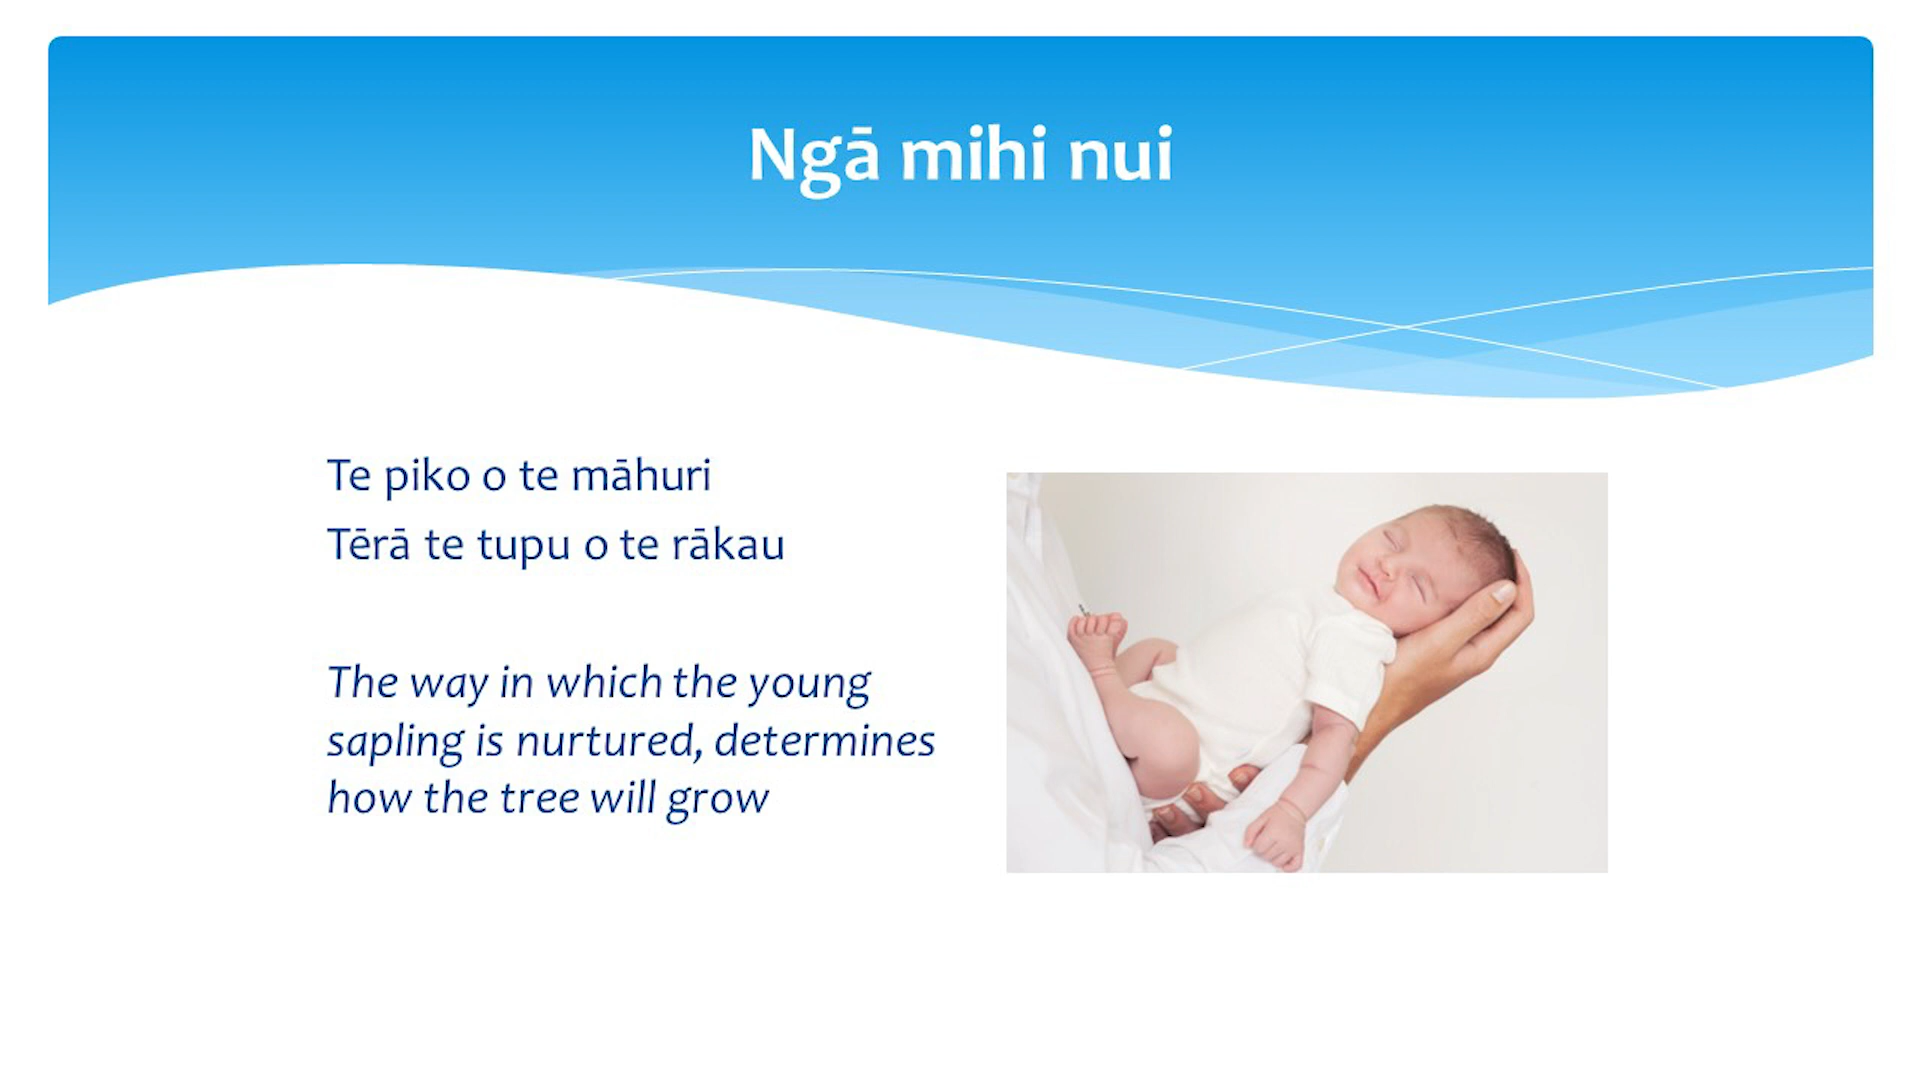 Ngā mihi nui
Te piko o te māhuri
Tērā te tupu o te rākau
The way in which the young
sapling is nurtured, determines
how the tree will grow